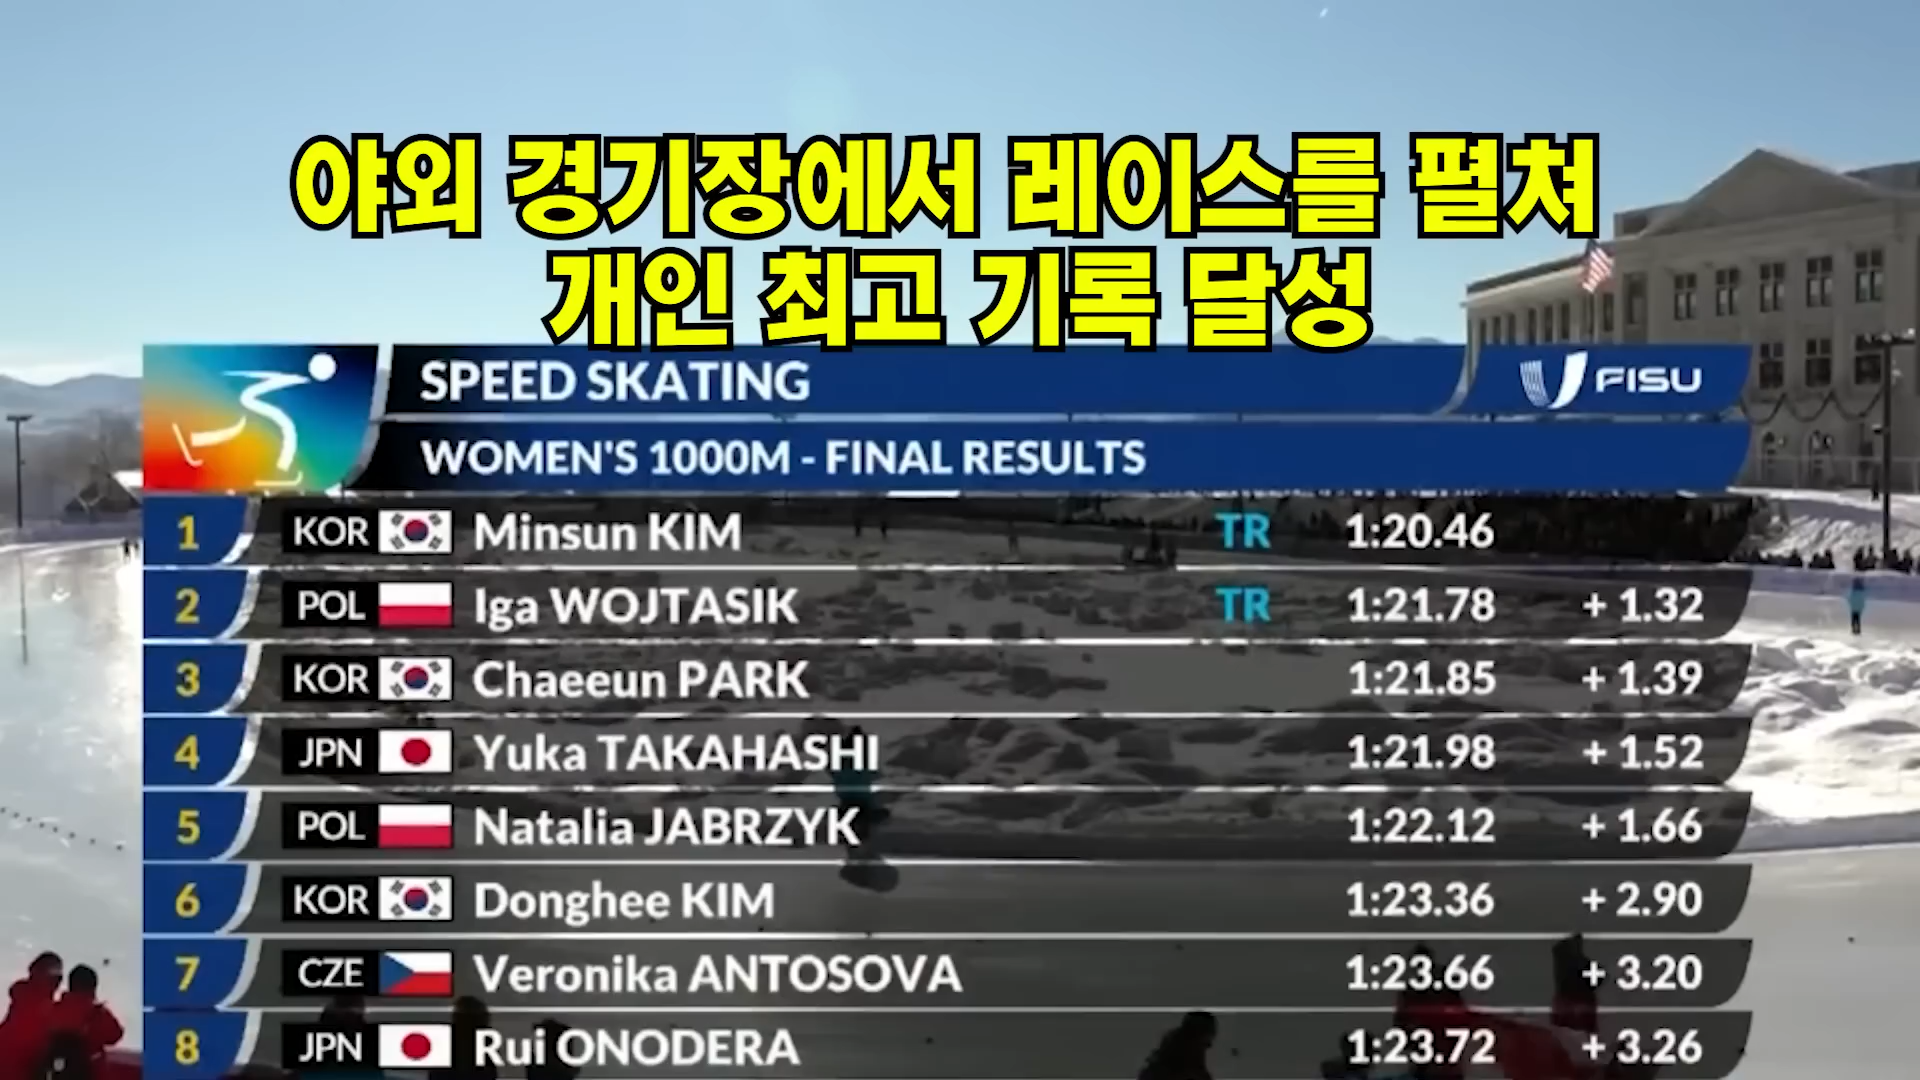 야외 경기장에서 레이스를 펼쳐
개인 최고 기록 달성
SPEED SKATING FISU
WOMEN'S 1000M - FINAL RESULTS
1 KOR Minsun KIM TR 1:20.46
2 POL Iga WOJTASIK TR 1:21.78 + 1.32
3 KOR Chaeeun PARK 1:21.85 + 1.39
4 JPN Yuka TAKAHASHI 1:21.98 + 1.52
5 POL Natalia JABRZYK 1:22.12 + 1.66
6 KOR Donghee KIM 1:23.36 + 2.90
7 CZE Veronika ANTOSOVA 1:23.66 + 3.20
8 JPN Rui ONODERA 1:23.72 + 3.26